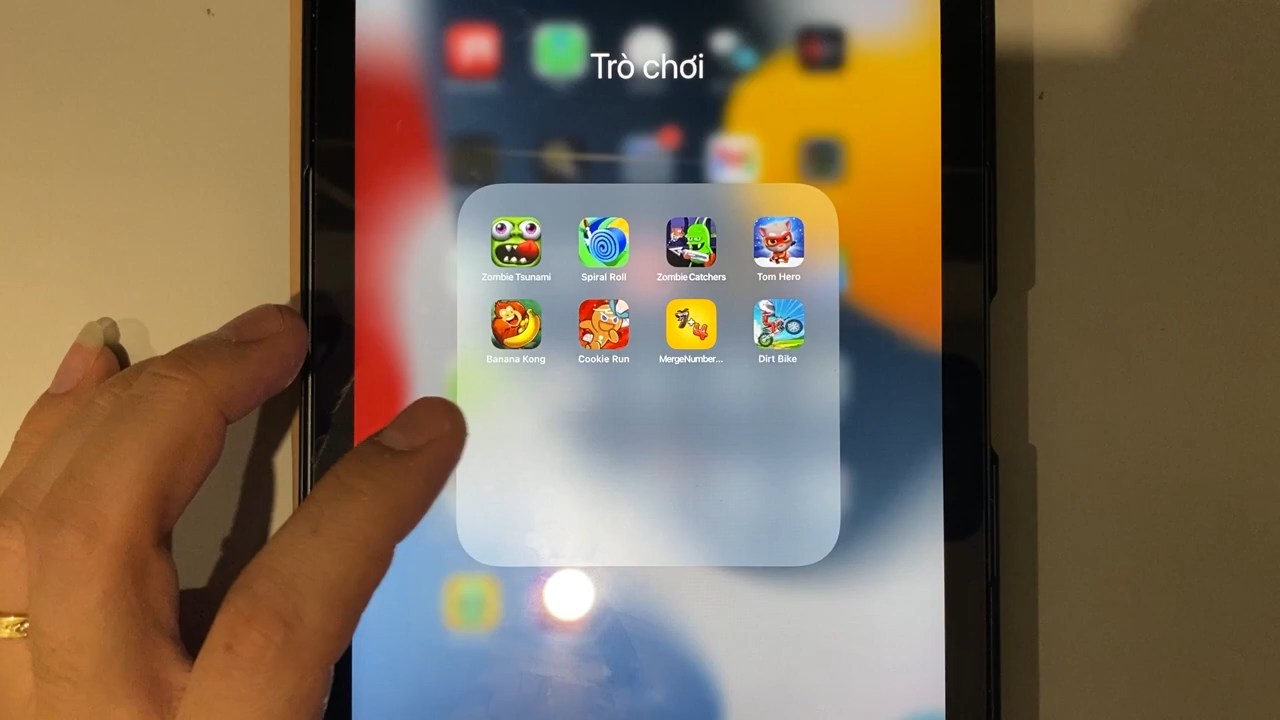 Trò chơi
Zombie Tsunami Spiral Roll Zombie Catchers Tom Hero
Banana Kong Cookie Run MergeNumber... Dirt Bike